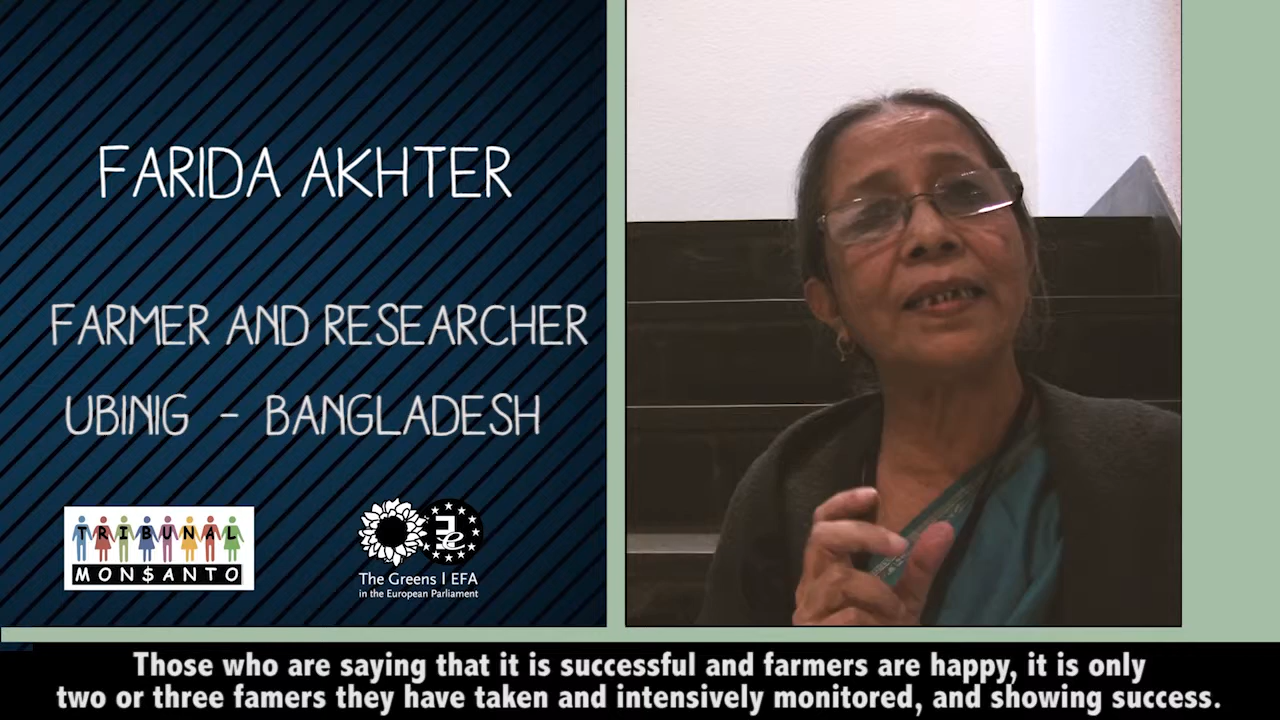 FARIDA AKHTER
FARMER AND RESEARCHER
UBINIG - BANGLADESH
TRIBUNAL
MON$ANTO
The Greens | EFA
in the European Parliament
Those who are saying that it is successful and farmers are happy, it is only
two or three famers they have taken and intensively monitored, and showing success.